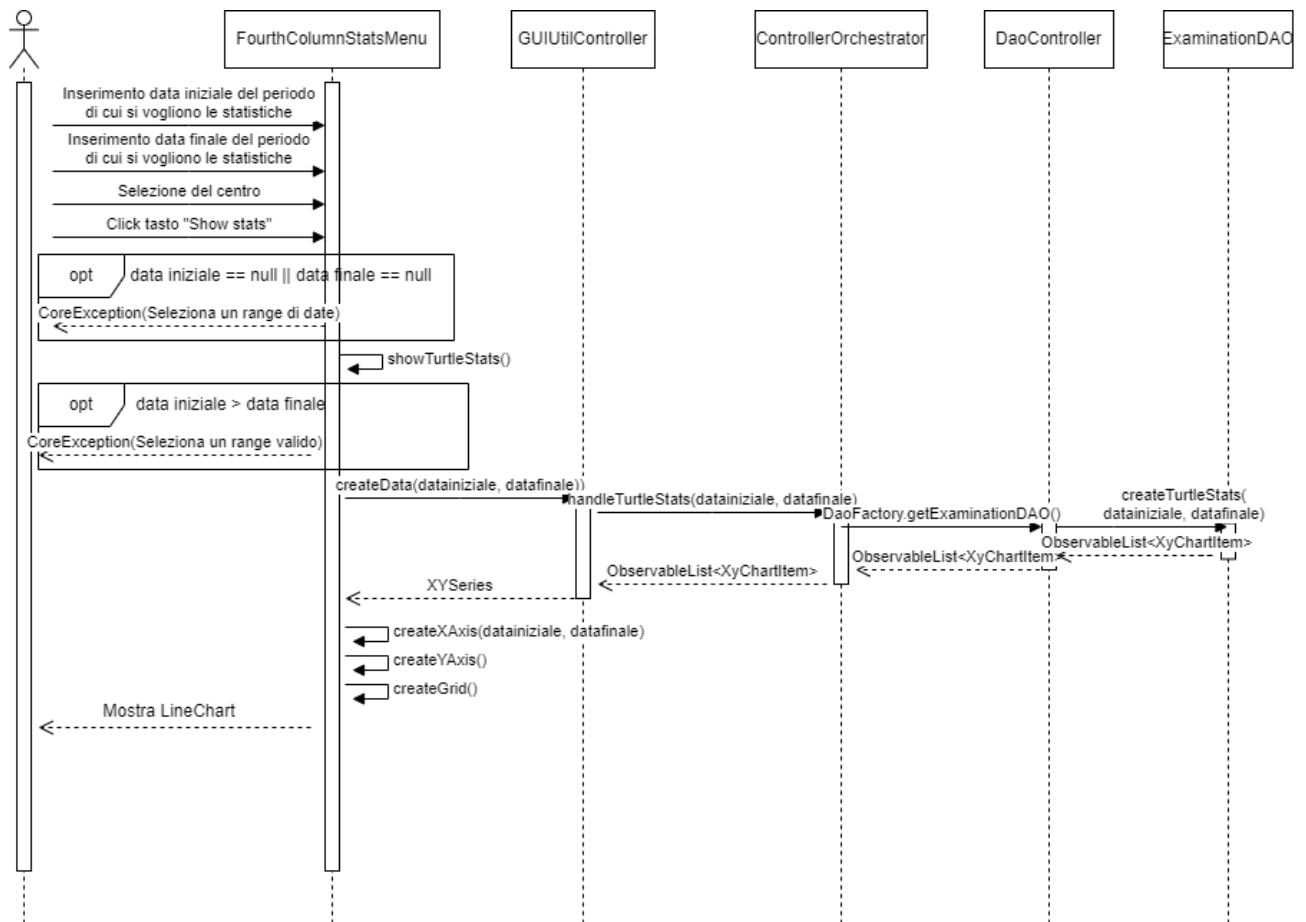 FourthColumnStatsMenu
GUIUtilController
ControllerOrchestrator
DaoController
ExaminationDAO
Inserimento data iniziale del periodo
di cui si vogliono le statistiche
Inserimento data finale del periodo
di cui si vogliono le statistiche
Selezione del centro
Click tasto "Show stats"
opt
data iniziale == null || data finale == null
CoreException(Seleziona un range di date)
showTurtleStats()
opt
data iniziale > data finale
CoreException(Seleziona un range valido)
createData(datainiziale, datafinale))
handleTurtleStats(datainiziale, datafinale)
DaoFactory.getExaminationDAO()
createTurtleStats(
datainiziale, datafinale)
ObservableList<XyChartItem>
ObservableList<XyChartItem>
ObservableList<XyChartItem>
XYSeries
createXAxis(datainiziale, datafinale)
createYAxis()
createGrid()
Mostra LineChart